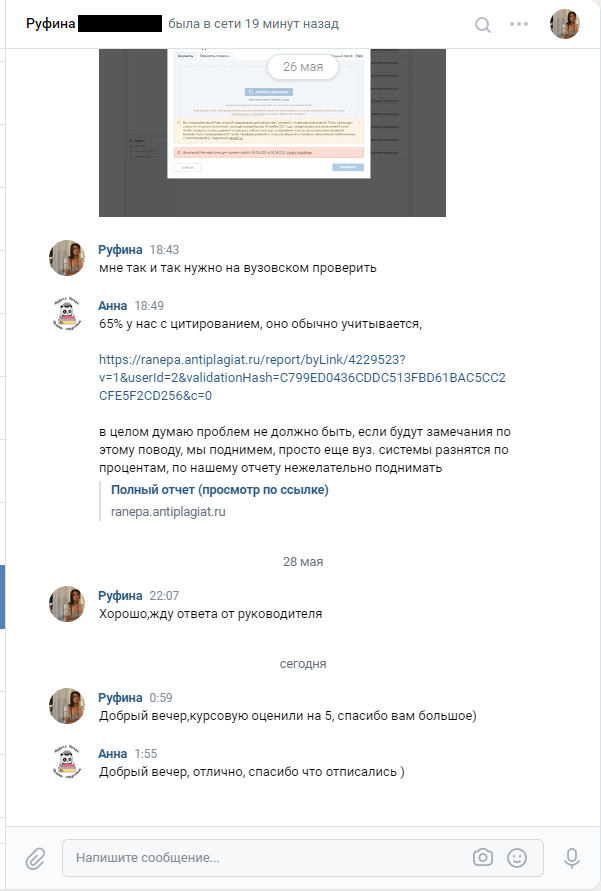 Руфина
была в сети 19 минут назад
26 мая
Руфина 18:43
мне так и так нужно на вузовском проверить
Анна 18:49
65% у нас с цитированием, оно обычно учитывается,
https://ranepa.antiplagiat.ru/report/byLink/4229523?
v=1&userId=2&validationHash=C799ED0436CDDC513FBD61BAC5CC2
CFE5F2CD256&c=0
в целом думаю проблем не должно быть, если будут замечания по
этому поводу, мы поднимем, просто еще вуз. системы разнятся по
процентам, по нашему отчету нежелательно поднимать
Полный отчет (просмотр по ссылке)
ranepa.antiplagiat.ru
28 мая
Руфина 22:07
Хорошо,жду ответа от руководителя
сегодня
Руфина 0:59
Добрый вечер,курсовую оценили на 5, спасибо вам большое)
Анна 1:55
Добрый вечер, отлично, спасибо что отписались )
Напишите сообщение...